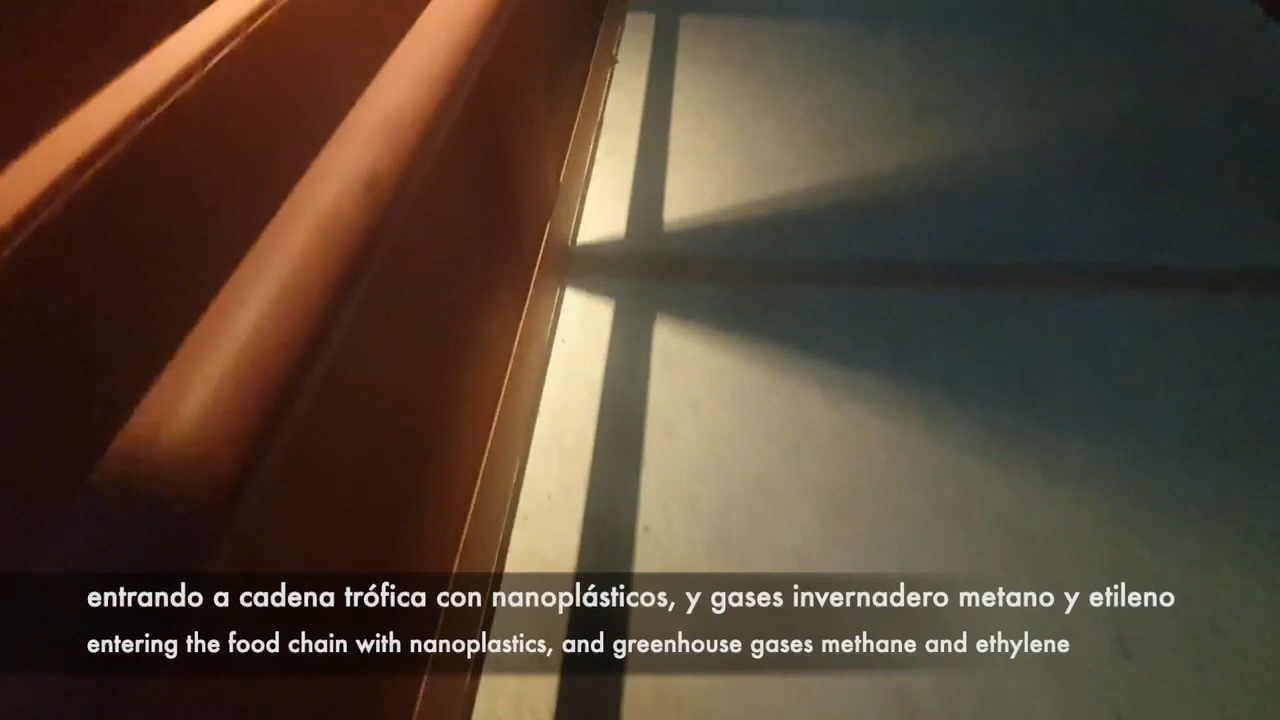 entrando a cadena trófica con nanoplásticos, y gases invernadero metano y etileno
entering the food chain with nanoplastics, and greenhouse gases methane and ethylene